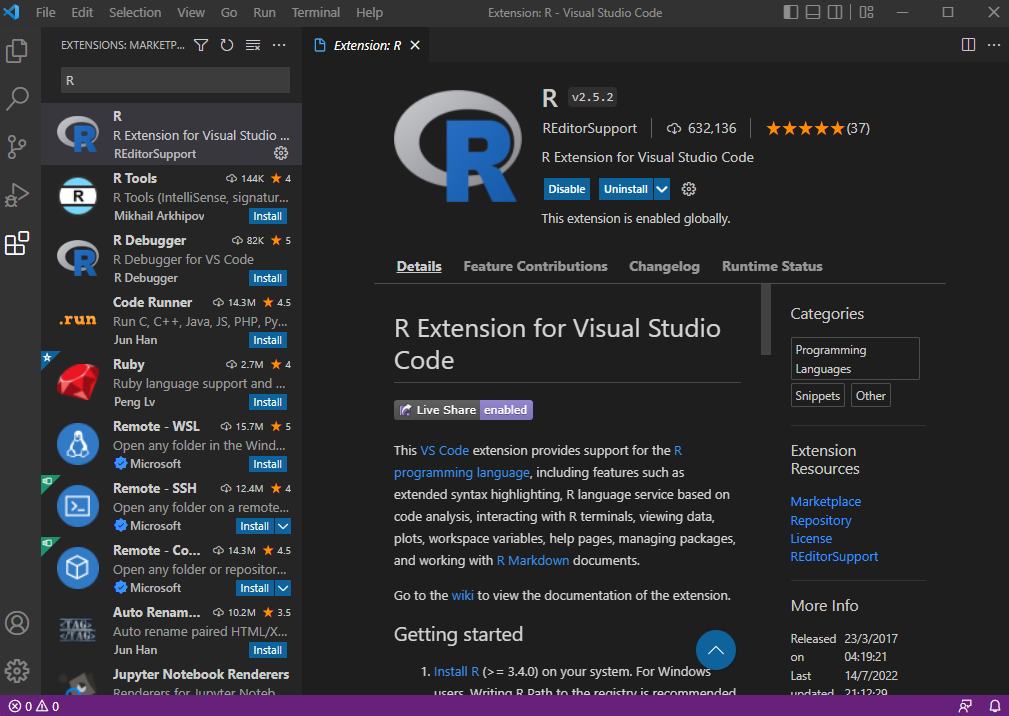 File Edit Selection View Go Run Terminal Help Extension: R - Visual Studio Code
EXTENSIONS: MARKETP...
R
R
R Extension for Visual Studio ...
REditorSupport
R Tools 144K ★ 4
R Tools (IntelliSense, signatur...
Mikhail Arkhipov Install
R Debugger 82K ★ 5
R Debugger for VS Code
R Debugger Install
.run
Code Runner 14.3M ★ 4.5
Run C, C++, Java, JS, PHP, Py...
Jun Han Install
Ruby 2.7M ★ 4
Ruby language support and ...
Peng Lv Install
Remote - WSL 15.7M ★ 5
Open any folder in the Wind...
Microsoft Install
Remote - SSH 12.4M ★ 4
Open any folder on a remote...
Microsoft Install
Remote - Co... 14.3M ★ 4.5
Open any folder or repositor...
Microsoft Install
TAG
TAG
Auto Renam... 10.2M ★ 3.5
Auto rename paired HTML/X...
Jun Han Install
Jupyter Notebook Renderers
Renderers for Jupyter Noteb...
Extension: R
R v2.5.2
REditorSupport 632,136 ★★★★★(37)
R Extension for Visual Studio Code
Disable Uninstall
This extension is enabled globally.
Details Feature Contributions Changelog Runtime Status
R Extension for Visual Studio
Code
Live Share enabled
This VS Code extension provides support for the R
programming language, including features such as
extended syntax highlighting, R language service based on
code analysis, interacting with R terminals, viewing data,
plots, workspace variables, help pages, managing packages,
and working with R Markdown documents.
Go to the wiki to view the documentation of the extension.
Getting started
1. Install R (>= 3.4.0) on your system. For Windows
users, Writing R Path to the registry is recommended
Categories
Programming
Languages
Snippets Other
Extension
Resources
Marketplace
Repository
License
REditorSupport
More Info
Released 23/3/2017
on 04:19:21
Last 14/7/2022
updated 21:12:29
0 0